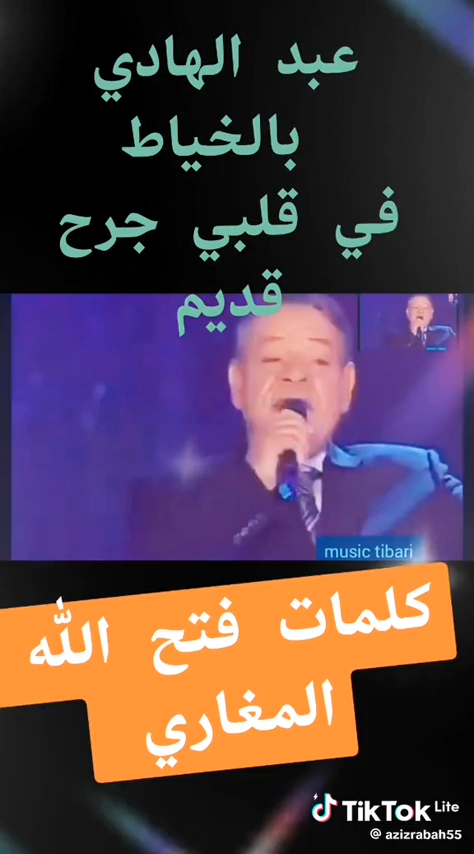 عبد الهادي
بالخياط
في قلبي جرح
قديم
music tibari
كلمات فتح الله
المغاري
TikTok Lite
@ azizrabah55